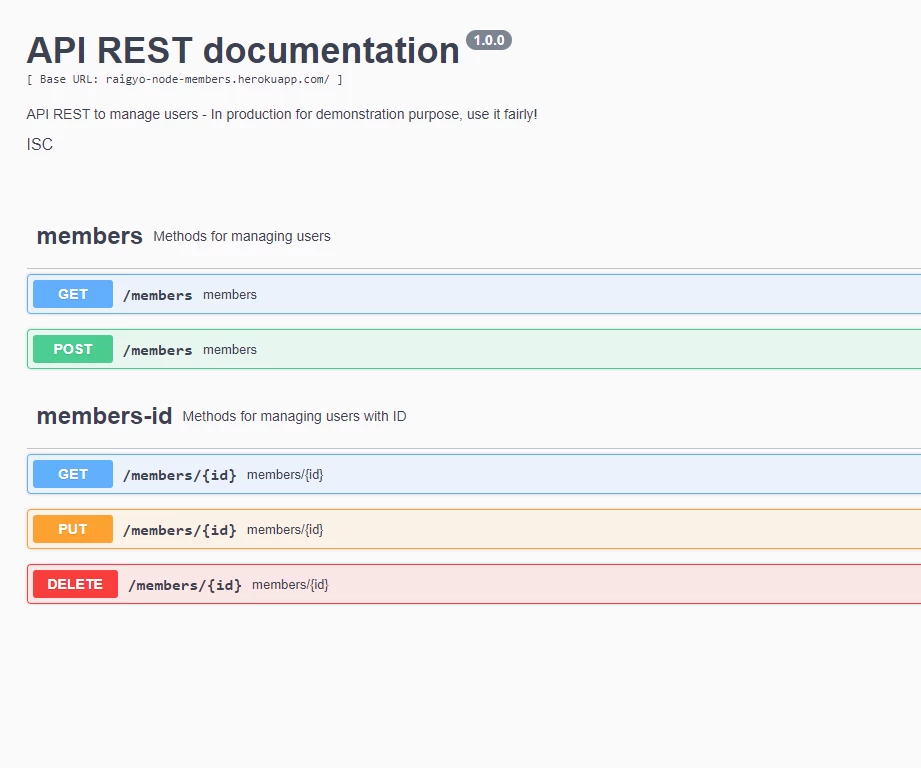 API REST documentation 1.0.0
[ Base URL: raigyo-node-members.herokuapp.com/ ]
API REST to manage users - In production for demonstration purpose, use it fairly!
ISC
members Methods for managing users
GET /members members
POST /members members
members-id Methods for managing users with ID
GET /members/{id} members/{id}
PUT /members/{id} members/{id}
DELETE /members/{id} members/{id}